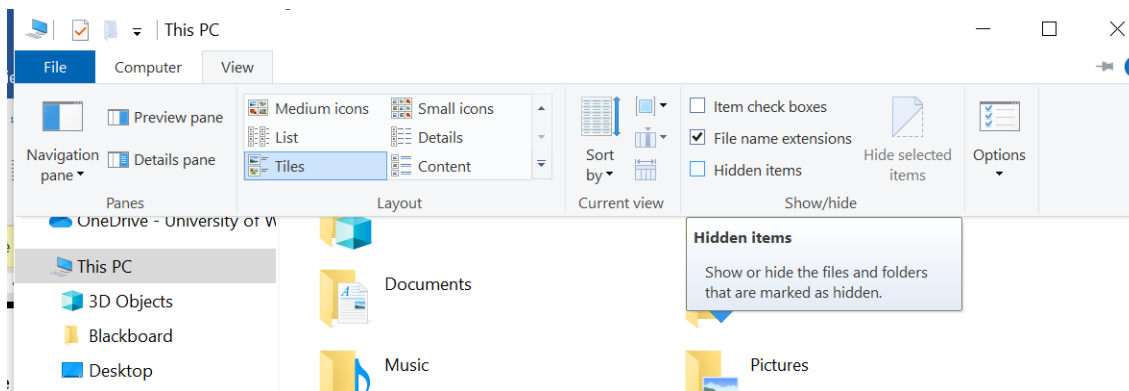 This PC
File Computer View
Preview pane
Details pane
Navigation
pane
Panes
Medium icons Small icons
List Details
Tiles Content
Layout
Sort
by
Current view
Item check boxes
File name extensions
Hidden items
Hide selected
items
Show/hide
Options
OneDrive - University of W
This PC
3D Objects
Blackboard
Desktop
Documents
Music
Pictures
Hidden items
Show or hide the files and folders
that are marked as hidden.